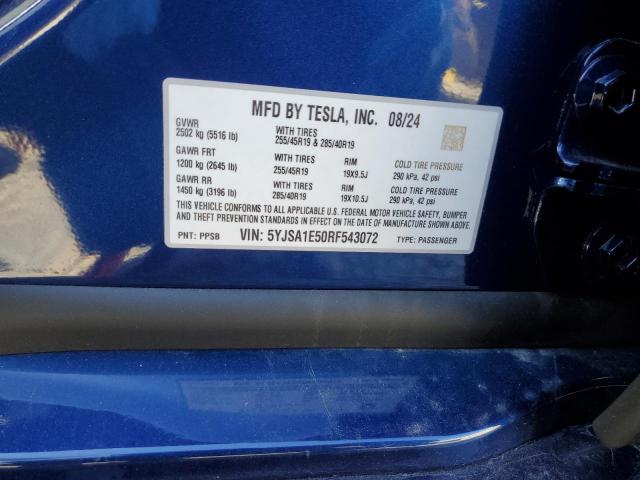 MFD BY TESLA, INC. 08/24
GVWR
2502 kg (5516 lb)
WITH TIRES
255/45R19 & 285/40R19
GAWR FRT
1200 kg (2645 lb)
WITH TIRES
255/45R19
RIM
19X9.5J
COLD TIRE PRESSURE
290 kPa, 42 psi
GAWR RR
1450 kg (3196 lb)
WITH TIRES
285/40R19
RIM
19X10.5J
COLD TIRE PRESSURE
290 kPa, 42 psi
THIS VEHICLE CONFORMS TO ALL APPLICABLE U.S. FEDERAL MOTOR VEHICLE SAFETY, BUMPER
AND THEFT PREVENTION STANDARDS IN EFFECT ON THE DATE OF MANUFACTURE SHOWN ABOVE.
PNT: PPSB VIN: 5YJSA1E50RF543072 TYPE: PASSENGER